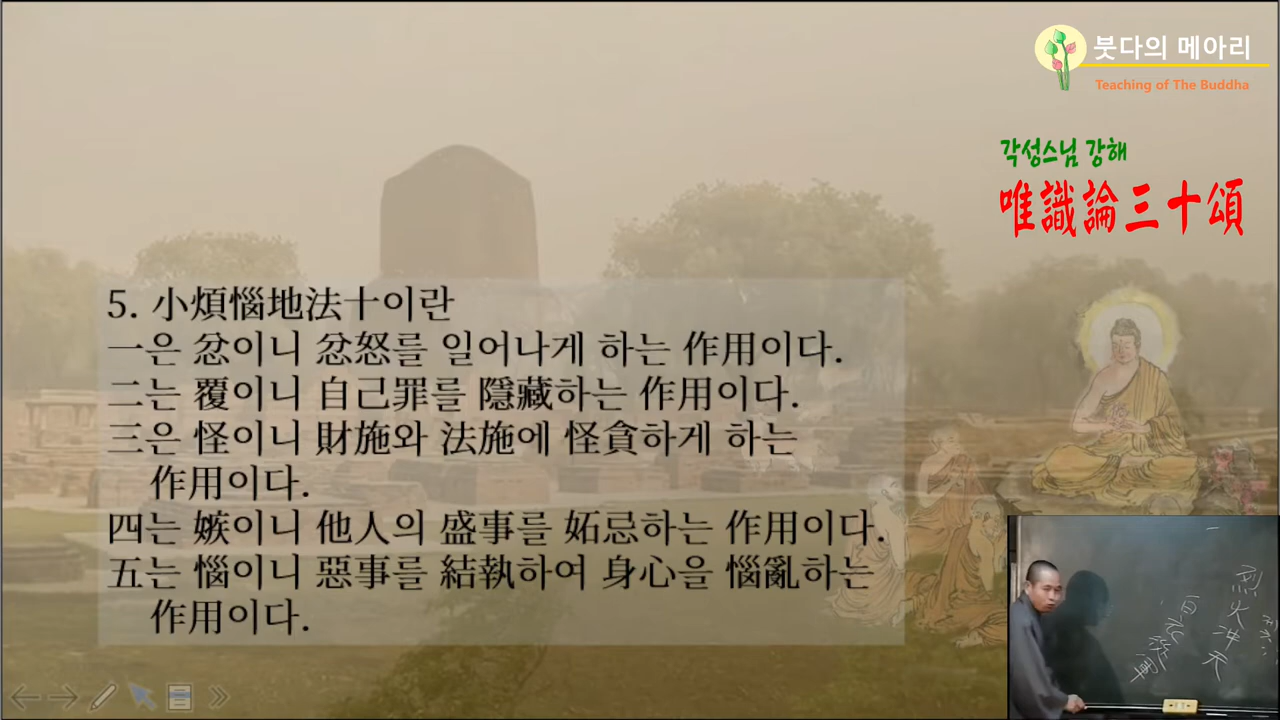 붓다의 메아리
Teaching of The Buddha
각성스님 강해
唯識論三十頌
5. 小煩惱地法十이란
一은 忿이니 忿怒를 일어나게 하는 作用이다.
二는 覆이니 自己罪를 隱藏하는 作用이다.
三은 怪이니 財施와 法施에 怪貪하게 하는
作用이다.
四는 嫉이니 他人의 盛事를 妬忌하는 作用이다.
五는 惱이니 惡事를 結執하여 身心을 惱亂하는
作用이다.
烈火冲天